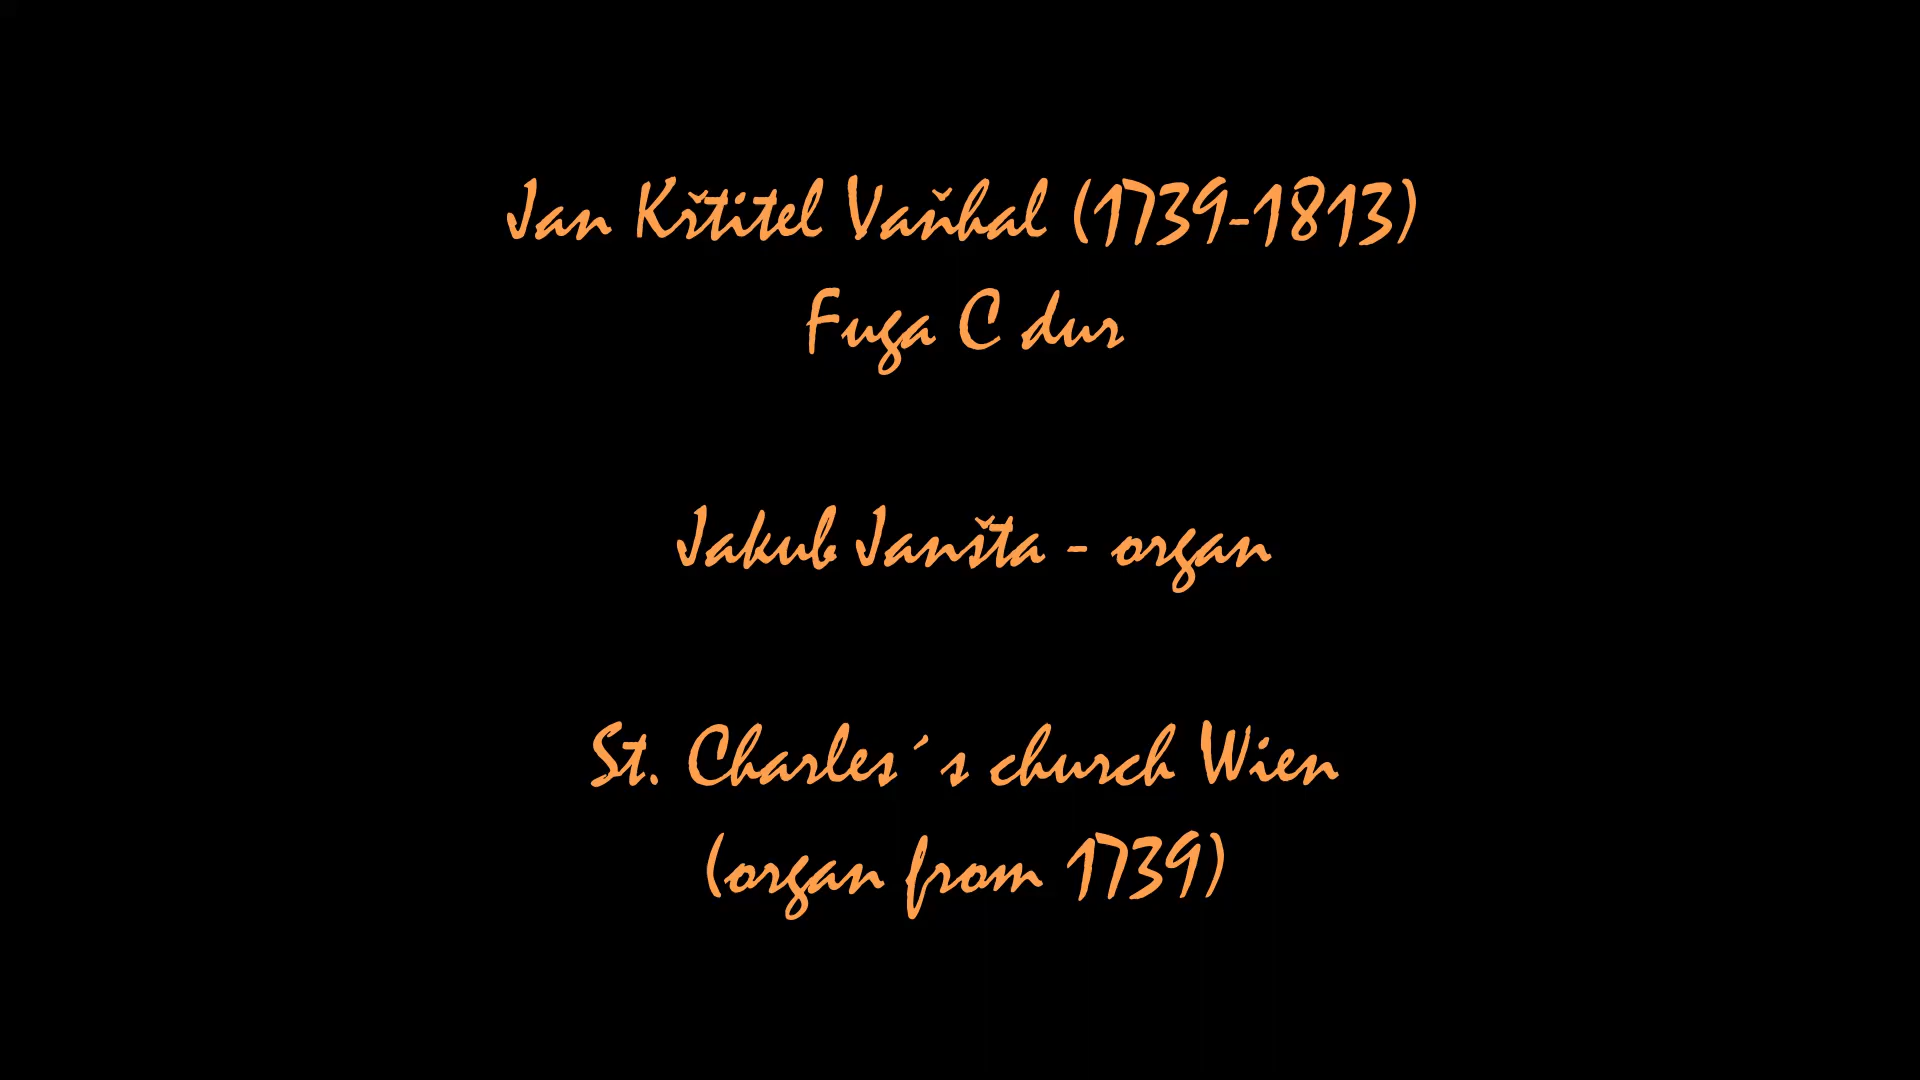 Jan Křtitel Vaňhal (1739-1813)
Fuga C dur
Jakub Janšta - organ
St. Charles´s church Wien
(organ from 1739)